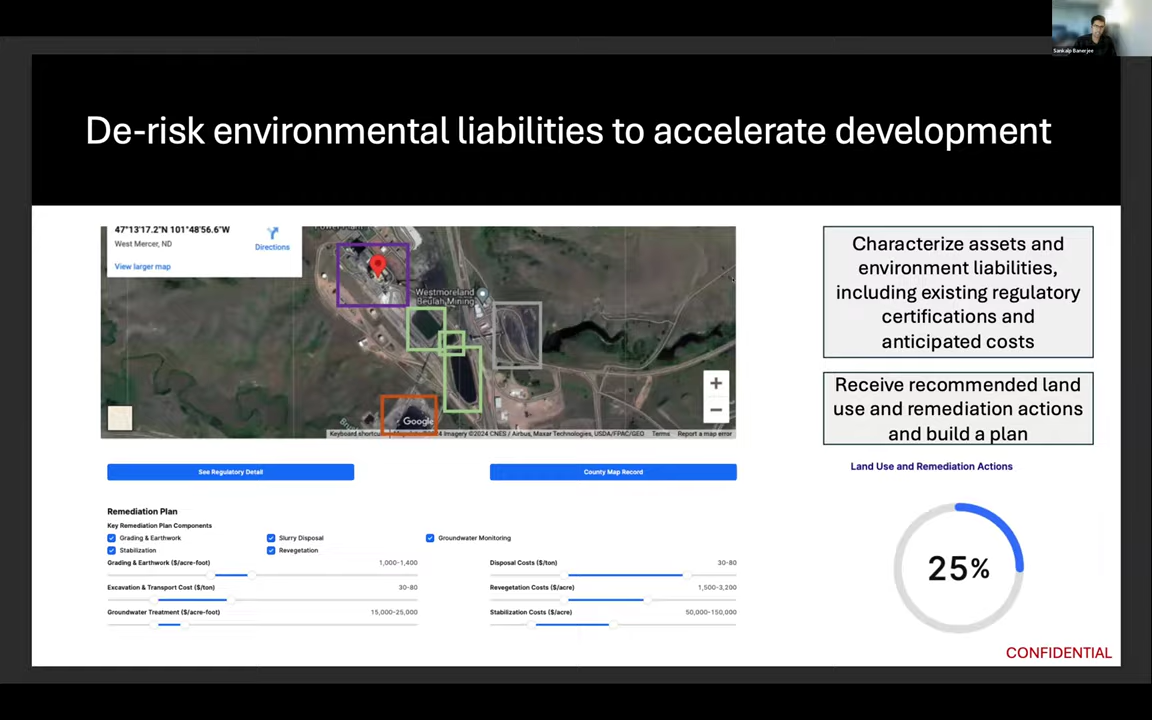 Sankalp Banerjee
De-risk environmental liabilities to accelerate development
47°13'17.2"N 101°48'56.6"W
West Mercer, ND
Directions
View larger map
Westmoreland
Beulah Mining
Google
Keyboard shortcuts
Imagery ©2024 CNES / Airbus, Maxar Technologies, USDA/FPAC/GEO
Terms
Report a map error
Characterize assets and
environment liabilities,
including existing regulatory
certifications and
anticipated costs
Receive recommended land
use and remediation actions
and build a plan
See Regulatory Detail
County Map Record
Land Use and Remediation Actions
25%
Remediation Plan
Key Remediation Plan Components
Grading & Earthwork
Slurry Disposal
Groundwater Monitoring
Stabilization
Revegetation
Grading & Earthwork ($/acre-foot) 1,000-1,400
Disposal Costs ($/ton) 30-80
Excavation & Transport Cost ($/ton) 30-80
Revegetation Costs ($/acre) 1,500-3,200
Groundwater Treatment ($/acre-foot) 15,000-25,000
Stabilization Costs ($/acre) 50,000-150,000
CONFIDENTIAL